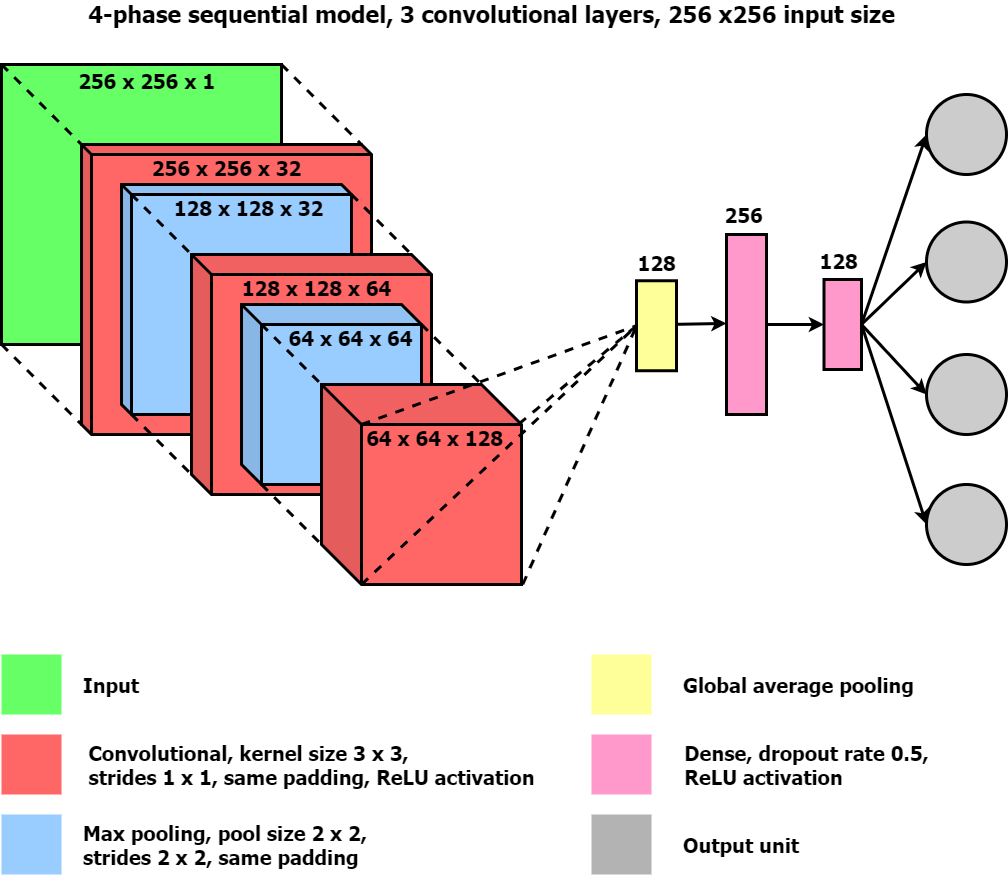 4-phase sequential model, 3 convolutional layers, 256 x256 input size
256 x 256 x 1
256 x 256 x 32
128 x 128 x 32
128 x 128 x 64
64 x 64 x 64
64 x 64 x 128
128
256
128
Input
Convolutional, kernel size 3 x 3,
strides 1 x 1, same padding, ReLU activation
Max pooling, pool size 2 x 2,
strides 2 x 2, same padding
Global average pooling
Dense, dropout rate 0.5,
ReLU activation
Output unit